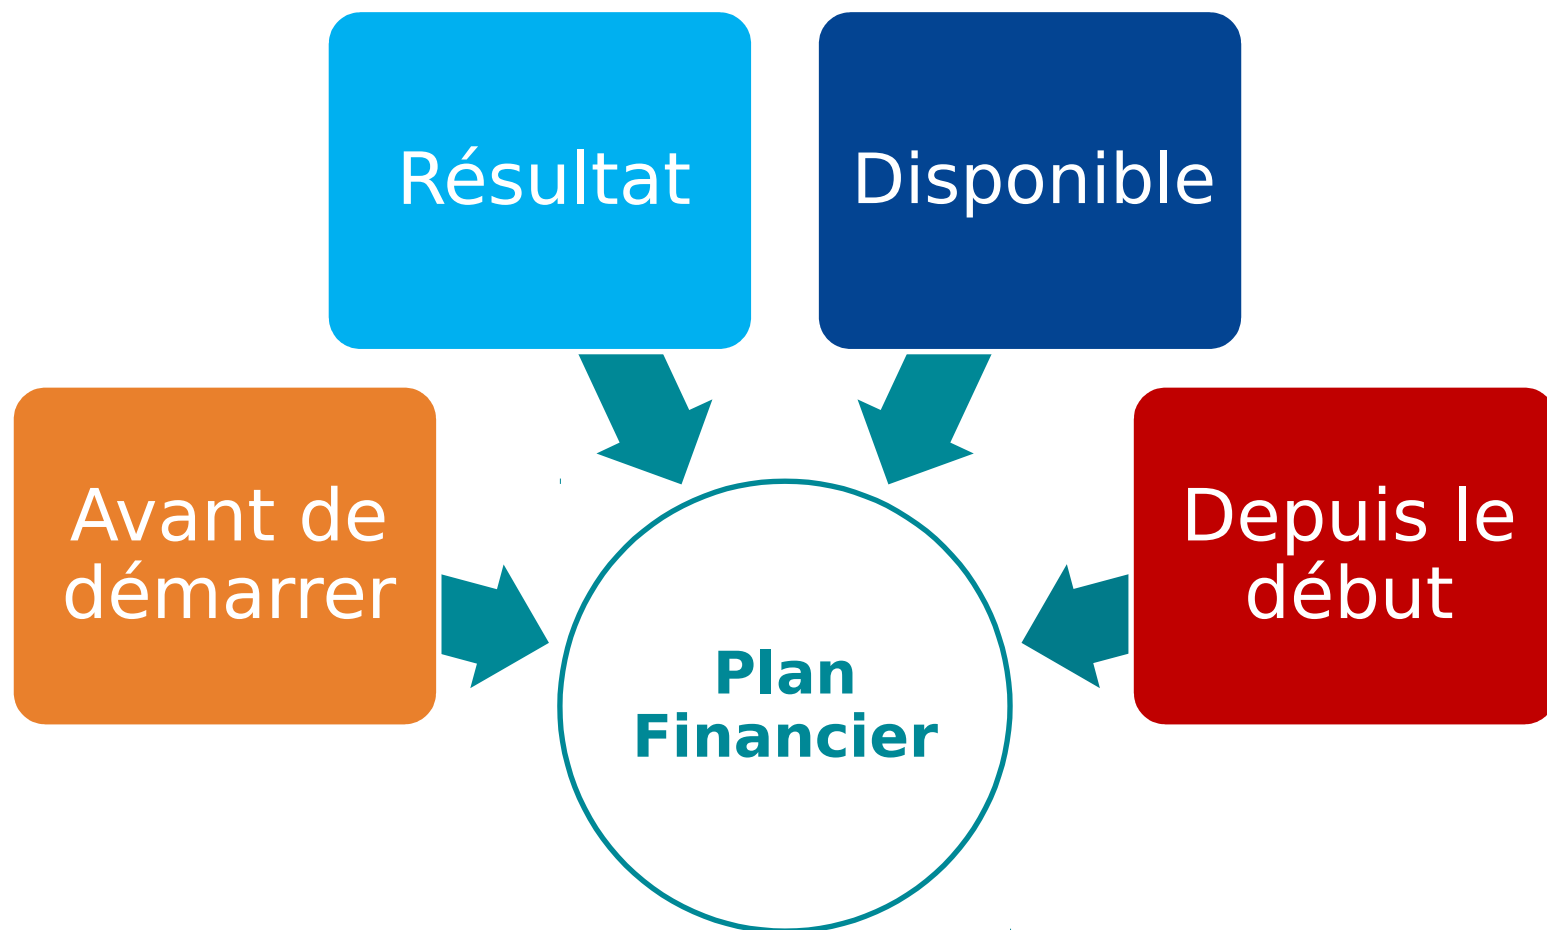 Résultat
Disponible
Avant de
démarrer
Depuis le
début
Plan
Financier